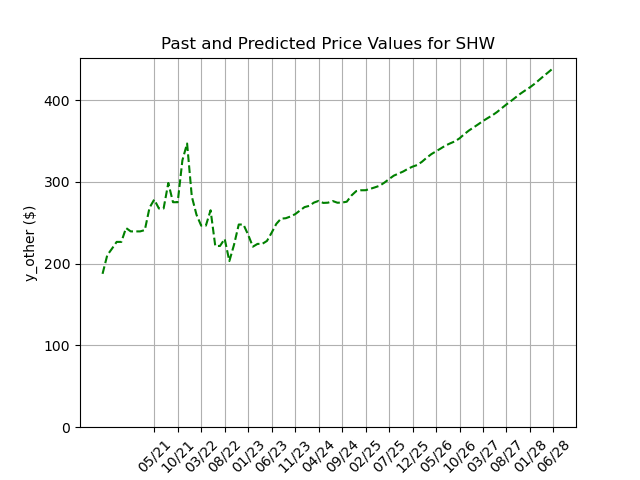 Past and Predicted Price Values for SHW
y_other ($)
400
300
200
100
0
05/21 10/21 03/22 08/22 01/23 06/23 11/23 04/24 09/24 02/25 07/25 12/25 05/26 10/26 03/27 08/27 01/28 06/28